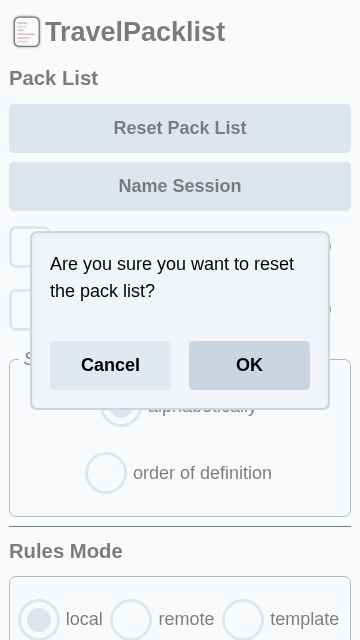 TravelPacklist
Pack List
Reset Pack List
Name Session
Are you sure you want to reset
the pack list?
Cancel
OK
alphabetically
order of definition
Rules Mode
local
remote
template